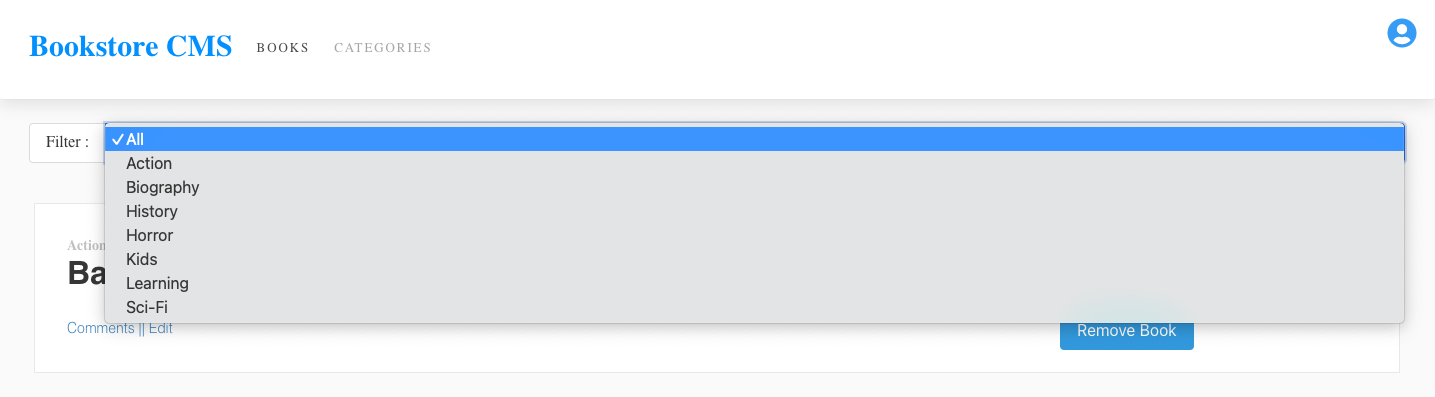 Bookstore CMS BOOKS CATEGORIES
Filter :
✓ All
Action
Biography
History
Horror
Kids
Learning
Sci-Fi
Action
Ba
Comments || Edit
Remove Book